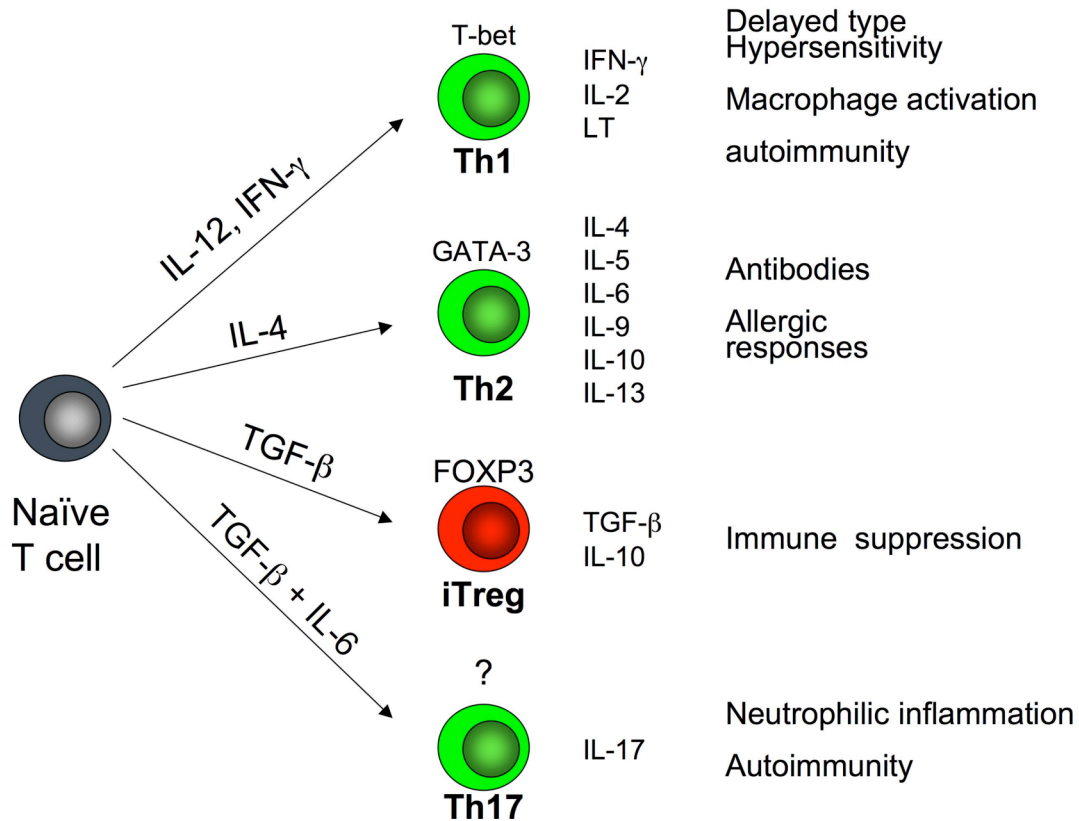 T-bet
IFN-γ
IL-2
LT
Delayed type
Hypersensitivity
Macrophage activation
autoimmunity
Th1
IL-12, IFN-γ
GATA-3
IL-4
IL-5
IL-6
IL-9
IL-10
IL-13
Antibodies
Allergic
responses
Th2
IL-4
Naïve
T cell
TGF-β
FOXP3
TGF-β
IL-10
Immune suppression
iTreg
TGF-β + IL-6
?
IL-17
Neutrophilic inflammation
Autoimmunity
Th17